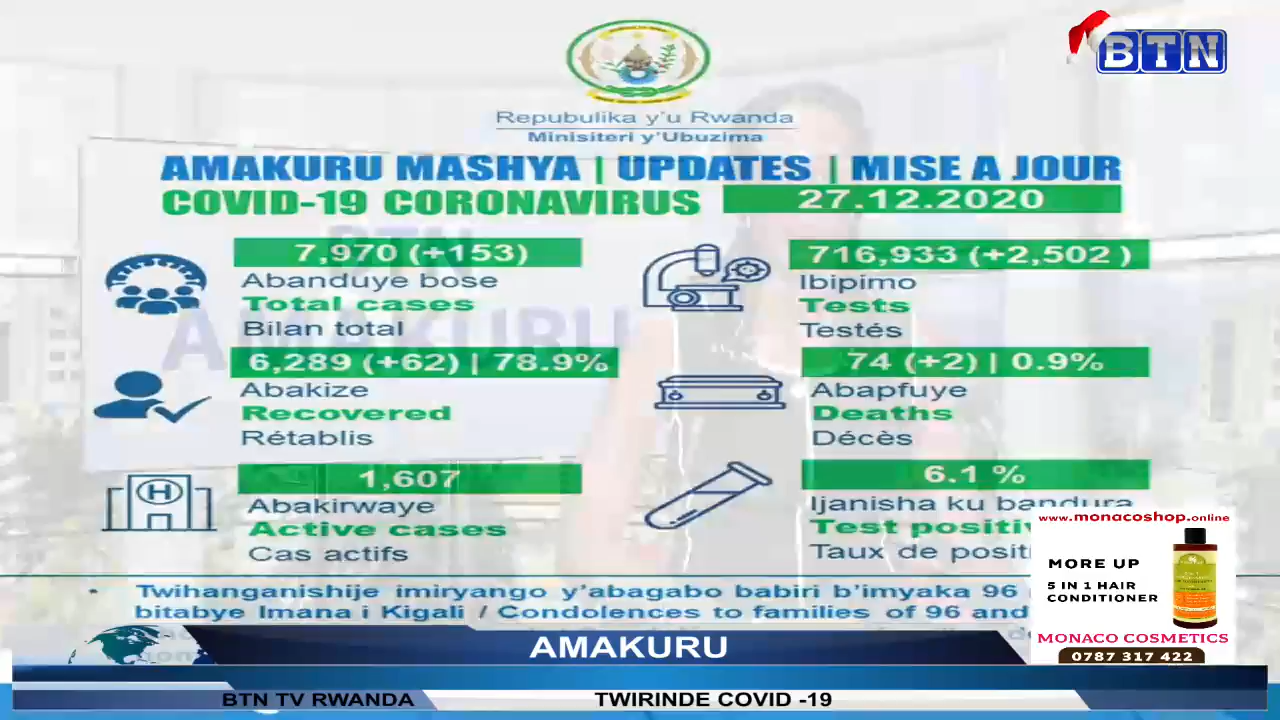 BTN
Repubulika y'u Rwanda
Minisiteri y'Ubuzima
AMAKURU MASHYA | UPDATES | MISE A JOUR
COVID-19 CORONAVIRUS 27.12.2020
7,970 (+153)
Abanduye bose
Total cases
Bilan total
716,933 (+2,502 )
Ibipimo
Tests
Testés
6,289 (+62) | 78.9%
Abakize
Recovered
Rétablis
74 (+2) | 0.9%
Abapfuye
Deaths
Décès
1,607
Abakirwaye
Active cases
Cas actifs
6.1 %
Ijanisha ku bandura
Test
Taux de
Twihanganishije imiryango y'abagabo babiri b'imyaka 96
bitabye Imana i Kigali / Condolences to families of 96 and
BTN
AMAKURU
www.monacoshop.online
MORE UP
5 IN 1 HAIR
CONDITIONER
MONACO COSMETICS
0787 317 422
AMAKURU
BTN TV RWANDA TWIRINDE COVID -19